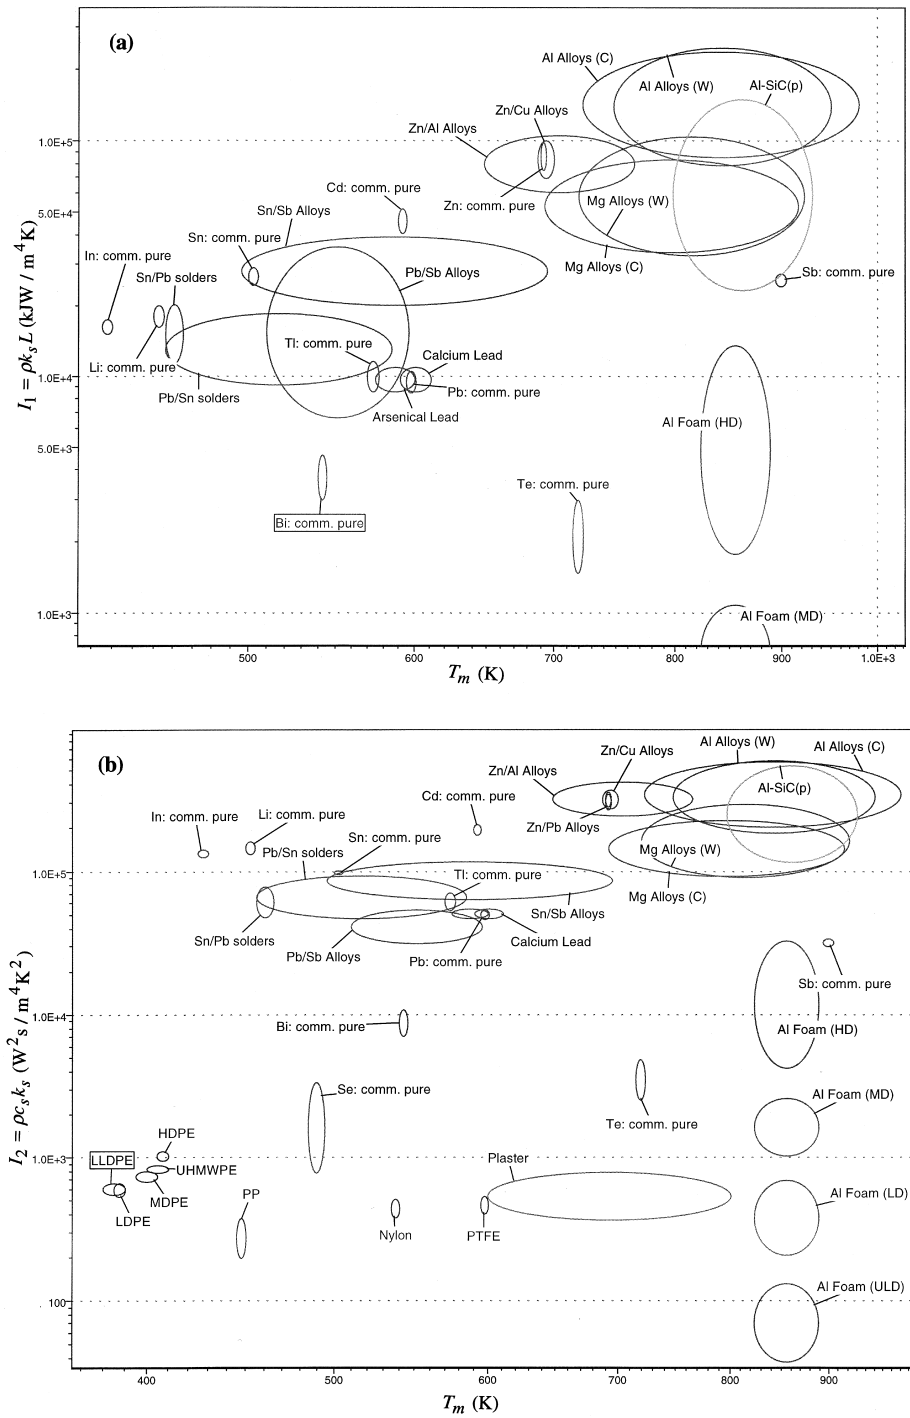 (a)
Al Alloys (C)
Al Alloys (W)
Al-SiC(p)
Zn/Cu Alloys
Zn/Al Alloys
1.0E+5
Cd: comm. pure
Zn: comm. pure
Mg Alloys (W)
5.0E+4
Sn/Sb Alloys
Sn: comm. pure
In: comm. pure
Sn/Pb solders
Pb/Sb Alloys
Mg Alloys (C)
Sb: comm. pure
Tl: comm. pure
Calcium Lead
Li: comm. pure
1.0E+4
Pb/Sn solders
Pb: comm. pure
Arsenical Lead
Al Foam (HD)
5.0E+3
Te: comm. pure
Bi: comm. pure
1.0E+3
Al Foam (MD)
I₁ = ρkₛL (kJW / m⁴K)
500
600
700
800
900
1.0E+3
Tₘ (K)
(b)
Al Alloys (W)
Al Alloys (C)
Zn/Cu Alloys
Zn/Al Alloys
Al-SiC(p)
Cd: comm. pure
Li: comm. pure
In: comm. pure
Zn/Pb Alloys
Sn: comm. pure
Pb/Sn solders
Mg Alloys (W)
1.0E+5
Tl: comm. pure
Mg Alloys (C)
Sn/Sb Alloys
Sn/Pb solders
Calcium Lead
Pb/Sb Alloys
Pb: comm. pure
Sb: comm. pure
1.0E+4
Bi: comm. pure
Al Foam (HD)
Se: comm. pure
Al Foam (MD)
Te: comm. pure
HDPE
1.0E+3
LLDPE
Plaster
UHMWPE
MDPE
PP
Al Foam (LD)
LDPE
Nylon
PTFE
Al Foam (ULD)
100
I₂ = ρcₛkₛ (W²s / m⁴K²)
400
500
600
700
800
900
Tₘ (K)